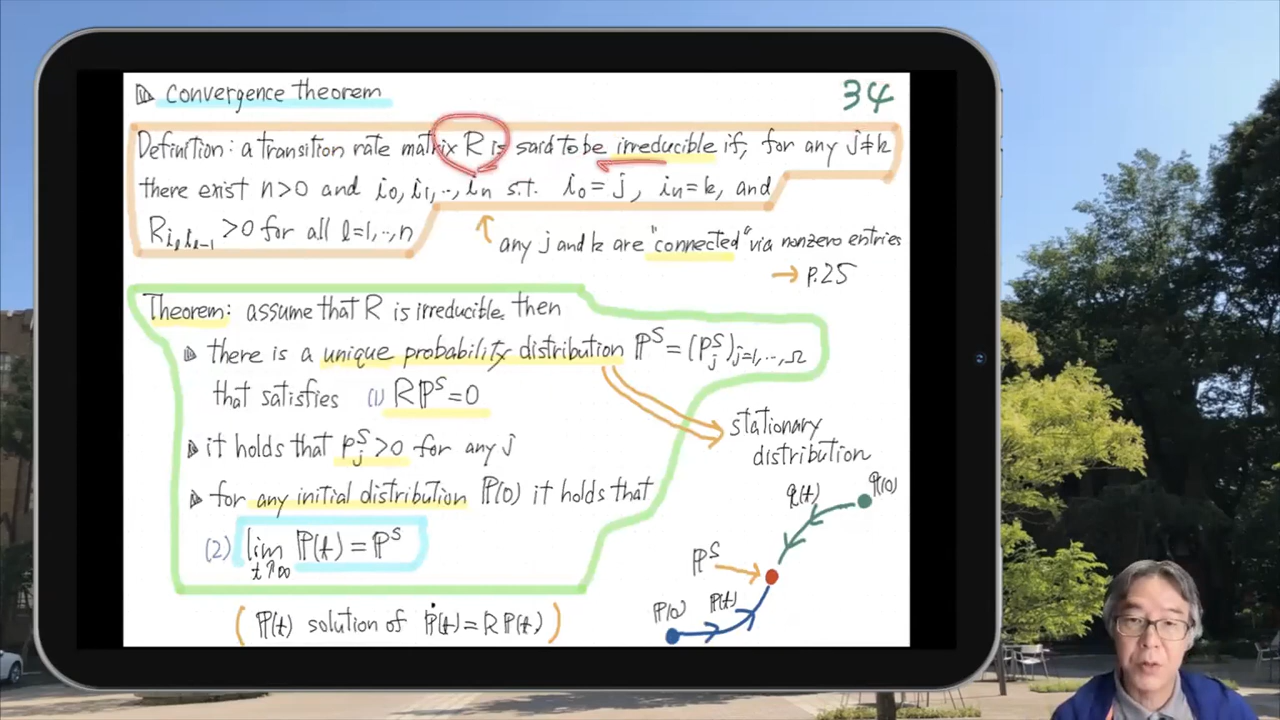 Convergence theorem
34
Definition: a transition rate matrix R is said to be irreducible if, for any j≠k
there exist n>0 and i₀, i₁, ‥, iₙ s.t. i₀=j, iₙ=k, and
R_{i_ℓ i_{ℓ-1}} >0 for all ℓ=1,‥,n
any j and k are "connected" via nonzero entries
→ p.25
Theorem: assume that R is irreducible, then
there is a unique probability distribution ℙˢ=(pⱼˢ)_{j=1,…,Ω}
that satisfies (1) Rℙˢ=0
stationary
distribution
it holds that pⱼˢ>0 for any j
for any initial distribution ℙ(0) it holds that
(2) lim_{t↗∞} ℙ(t)=ℙˢ
q(t) q(0)
ℙˢ
ℙ(0) ℙ(t)
(ℙ(t) solution of ℙ̇(t)=Rℙ(t))